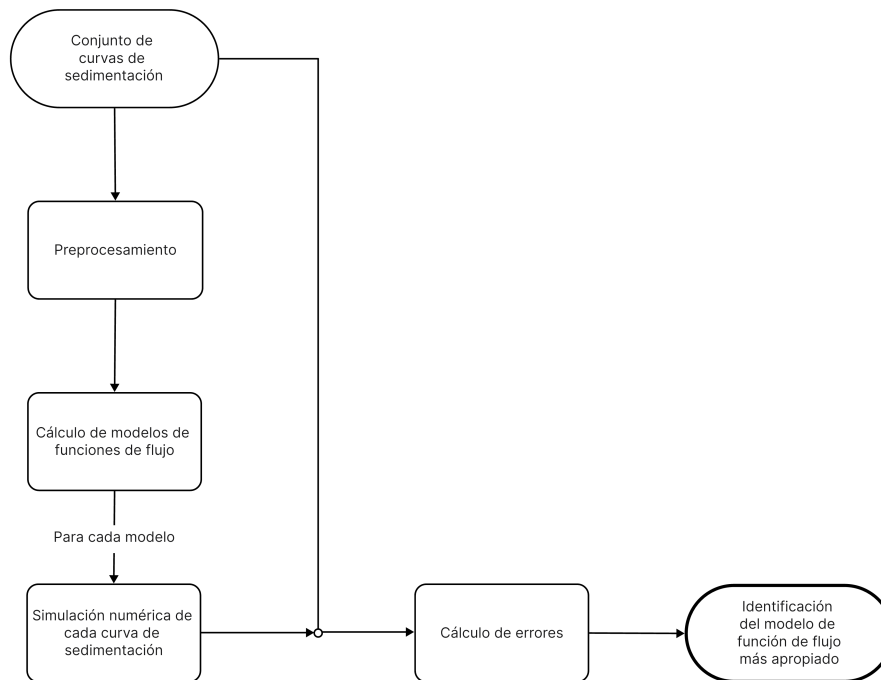 Conjunto de
curvas de
sedimentación
Preprocesamiento
Cálculo de modelos de
funciones de flujo
Para cada modelo
Simulación numérica de
cada curva de
sedimentación
Cálculo de errores
Identificación
del modelo de
función de flujo
más apropiado